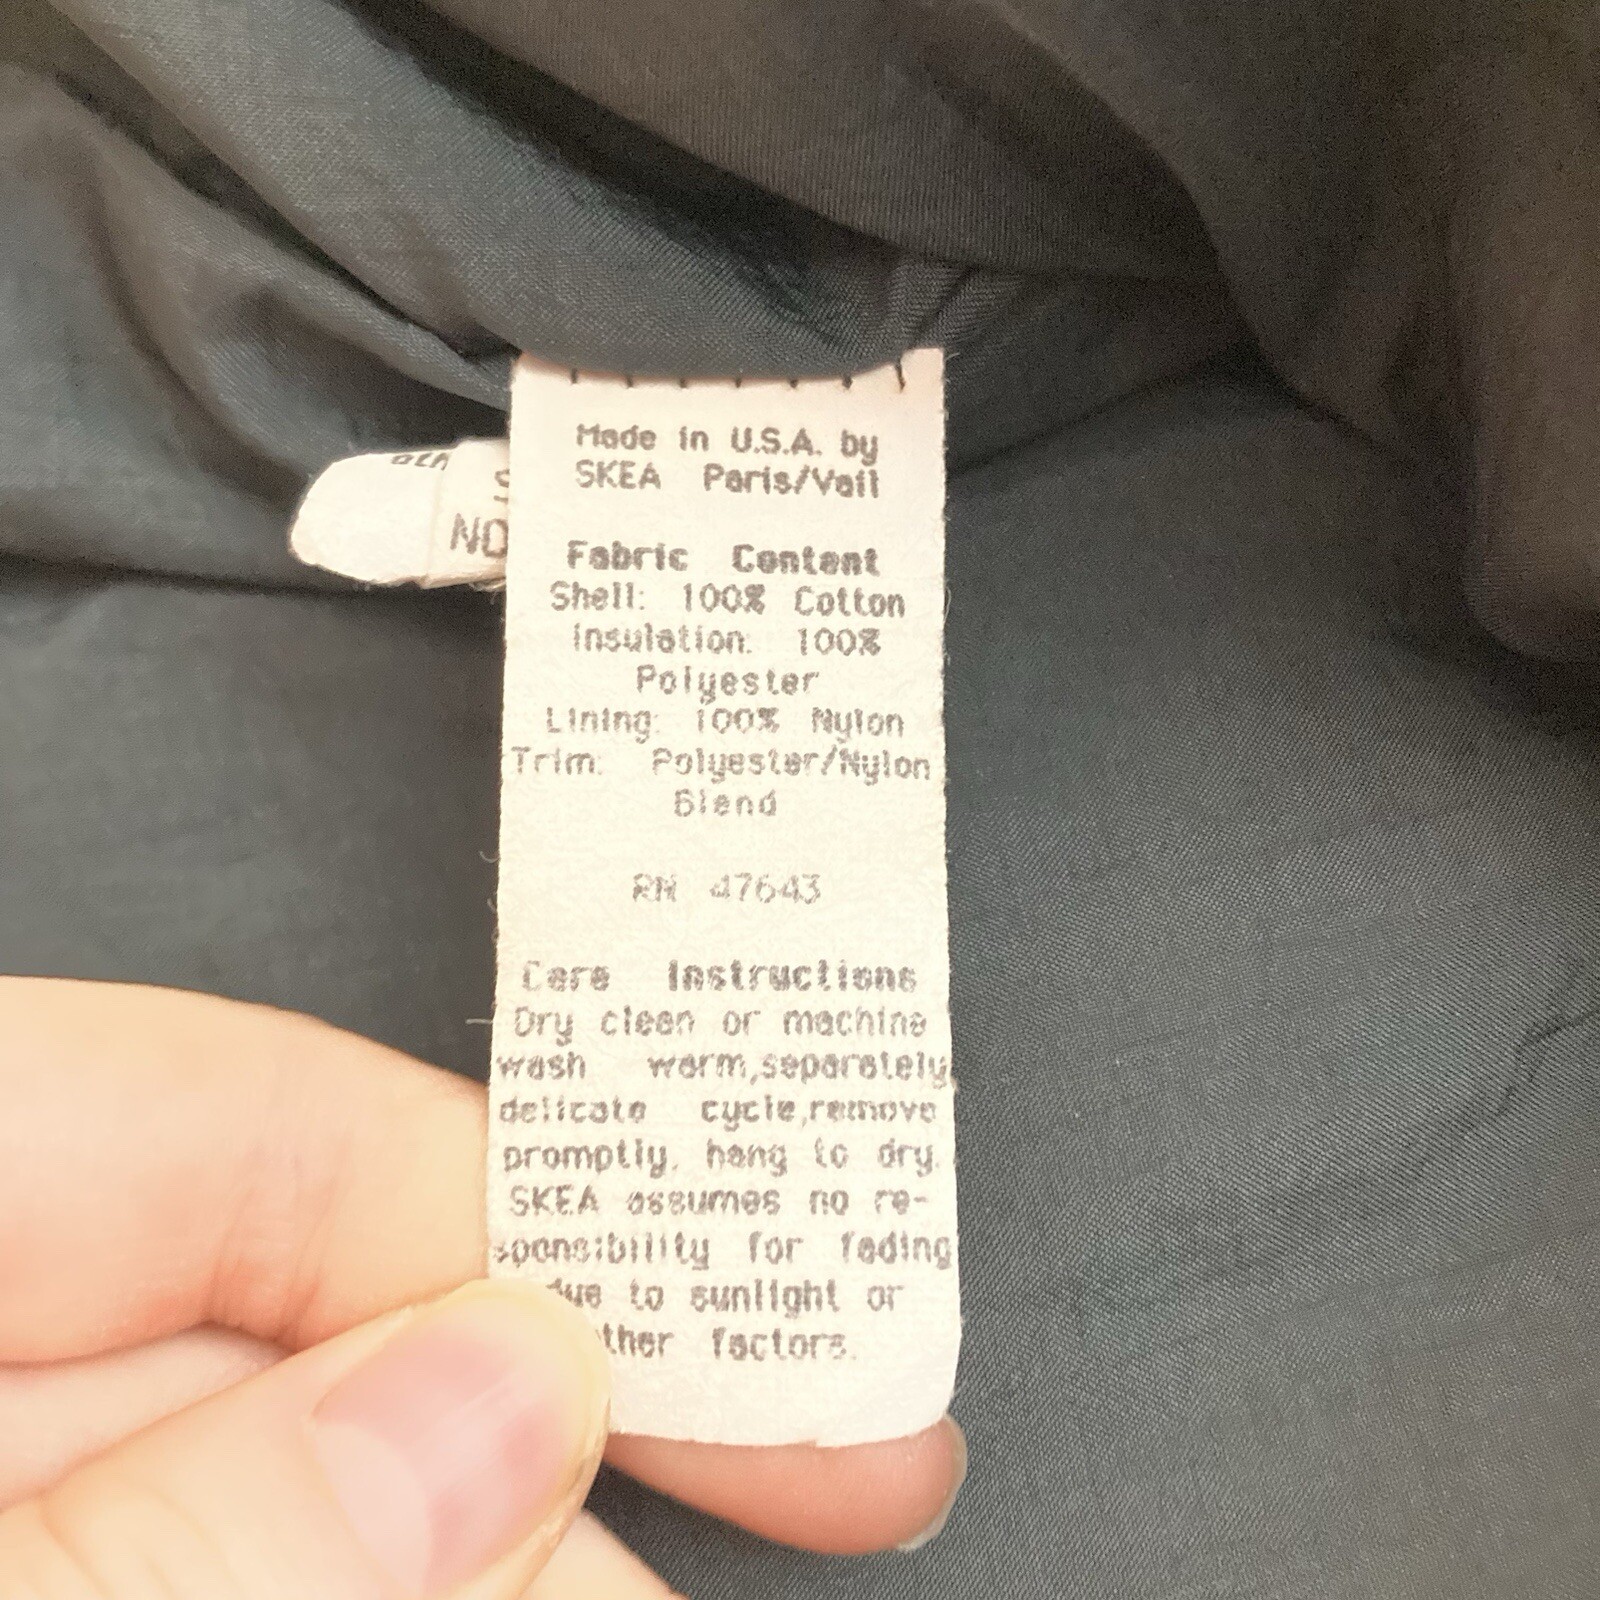 Made in U.S.A. by
SKEA Paris/Vail
Fabric Content
Shell: 100% Cotton
Insulation: 100%
Polyester
Lining: 100% Nylon
Trim: Polyester/Nylon
Blend
RN 47643
Care Instructions
Dry clean or machine
wash warm,separately,
delicate cycle,remove
promptly, hang to dry.
SKEA assumes no re-
sponsibility for fading
due to sunlight or
other factors.